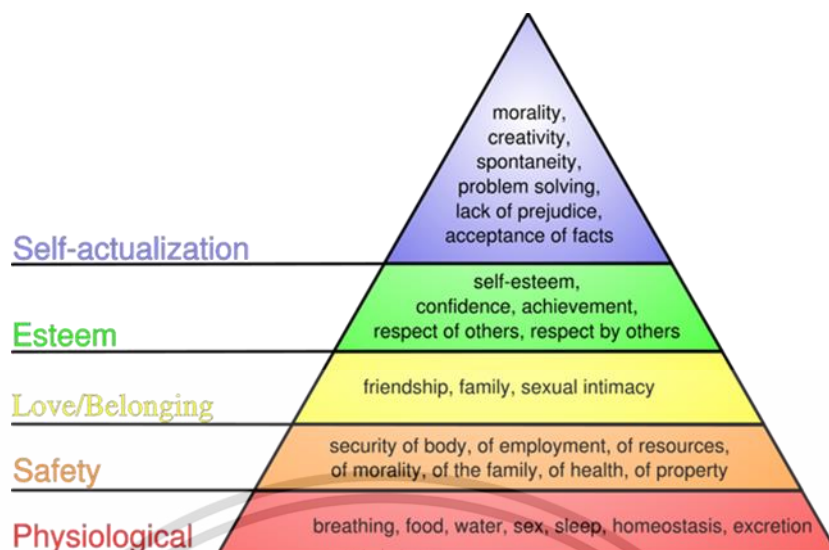 morality,
creativity,
spontaneity,
problem solving,
lack of prejudice,
acceptance of facts
Self-actualization
self-esteem,
confidence, achievement,
respect of others, respect by others
Esteem
friendship, family, sexual intimacy
Love/Belonging
security of body, of employment, of resources,
of morality, of the family, of health, of property
Safety
breathing, food, water, sex, sleep, homeostasis, excretion
Physiological